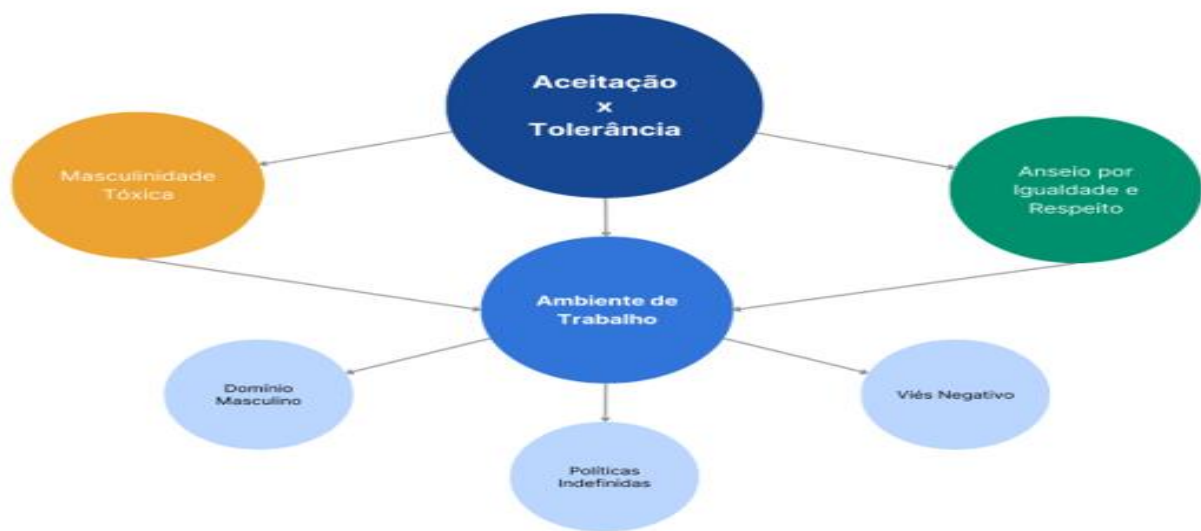 Aceitação
x
Tolerância
Masculinidade
Tóxica
Anseio por
Igualdade e
Respeito
Ambiente de
Trabalho
Domínio
Masculino
Viés Negativo
Políticas
Indefinidas